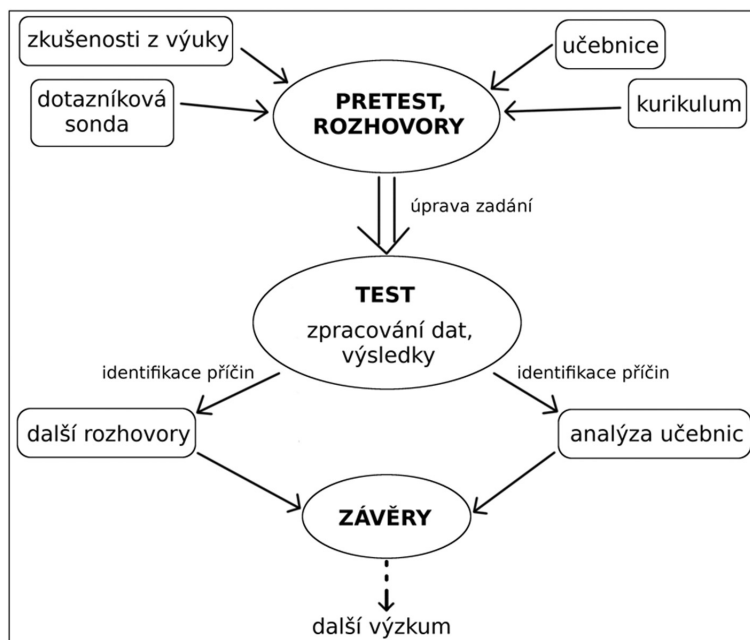 zkušenosti z výuky
učebnice
dotazníková
sonda
kurikulum
PRETEST,
ROZHOVORY
úprava zadání
TEST
zpracování dat,
výsledky
identifikace příčin
identifikace příčin
další rozhovory
analýza učebnic
ZÁVĚRY
další výzkum